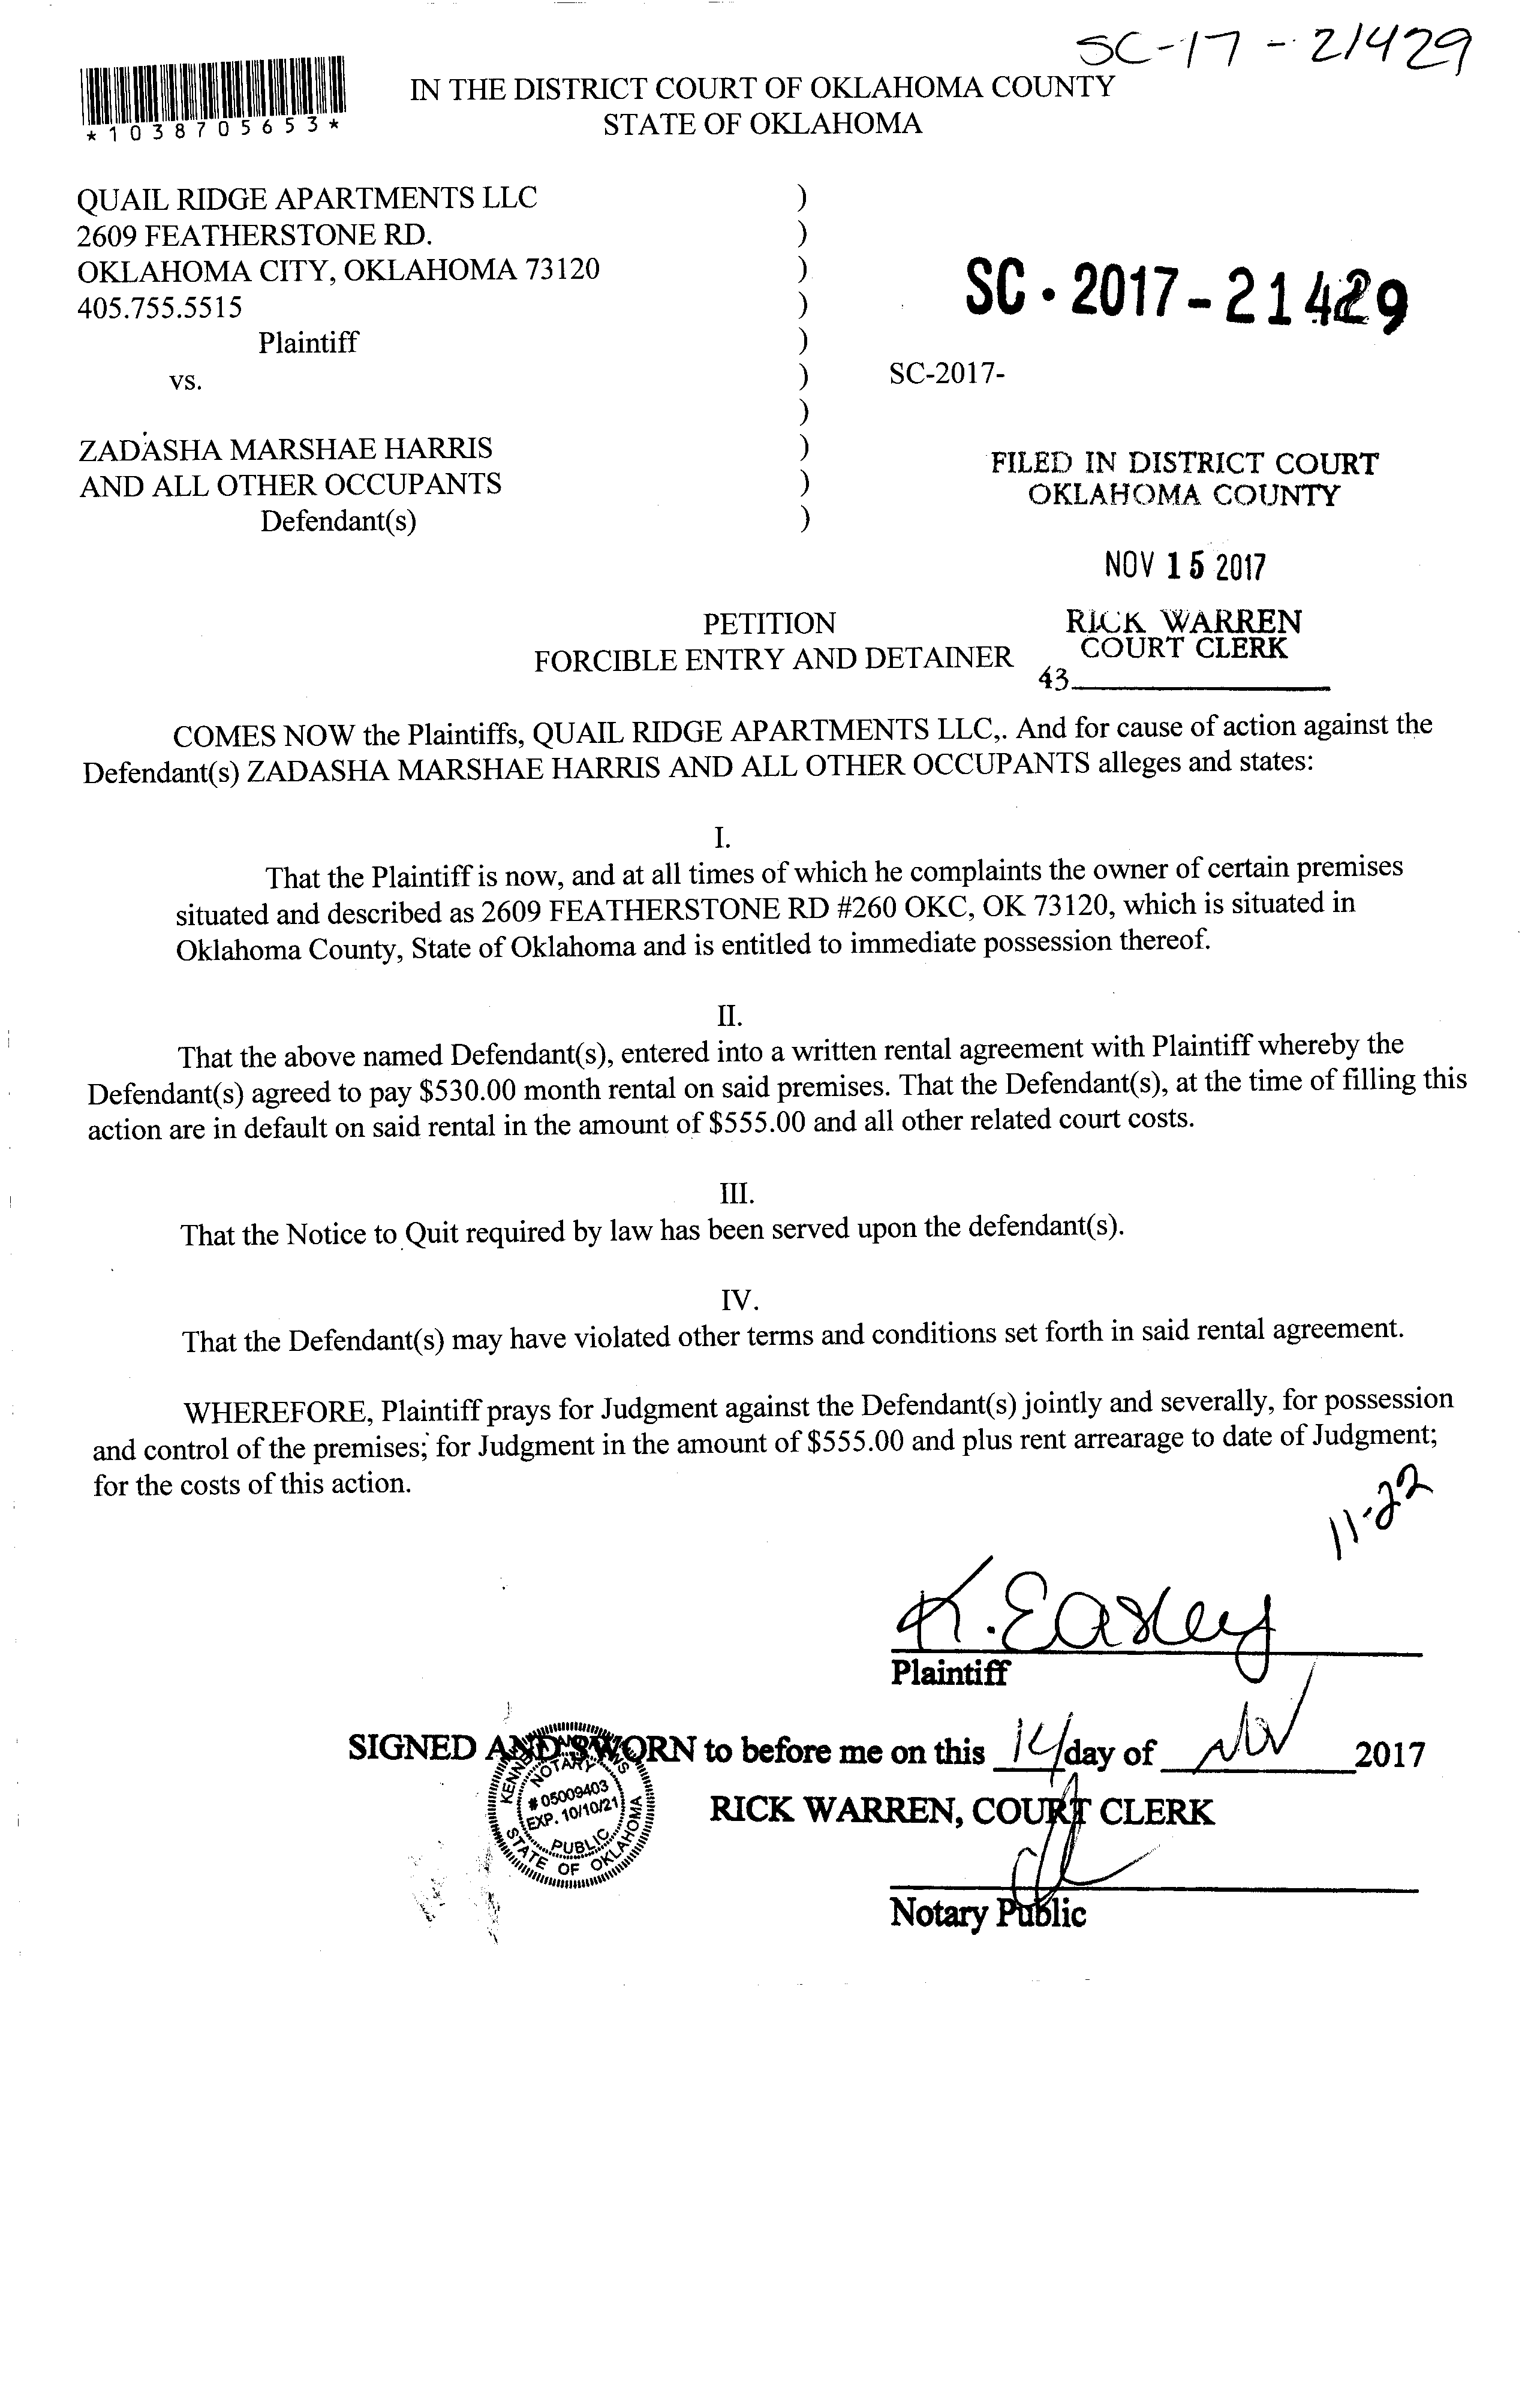 SC-17-21429
*1038705653*
IN THE DISTRICT COURT OF OKLAHOMA COUNTY
STATE OF OKLAHOMA
QUAIL RIDGE APARTMENTS LLC )
2609 FEATHERSTONE RD. )
OKLAHOMA CITY, OKLAHOMA 73120 )
405.755.5515 )
SC·2017-21429
Plaintiff )
vs. ) SC-2017-
)
ZADASHA MARSHAE HARRIS )
AND ALL OTHER OCCUPANTS )
Defendant(s) )
FILED IN DISTRICT COURT
OKLAHOMA COUNTY
NOV 15 2017
RICK WARREN
COURT CLERK
43
PETITION
FORCIBLE ENTRY AND DETAINER
COMES NOW the Plaintiffs, QUAIL RIDGE APARTMENTS LLC,. And for cause of action against the
Defendant(s) ZADASHA MARSHAE HARRIS AND ALL OTHER OCCUPANTS alleges and states:
I.
That the Plaintiff is now, and at all times of which he complaints the owner of certain premises
situated and described as 2609 FEATHERSTONE RD #260 OKC, OK 73120, which is situated in
Oklahoma County, State of Oklahoma and is entitled to immediate possession thereof.
II.
That the above named Defendant(s), entered into a written rental agreement with Plaintiff whereby the
Defendant(s) agreed to pay $530.00 month rental on said premises. That the Defendant(s), at the time of filling this
action are in default on said rental in the amount of $555.00 and all other related court costs.
III.
That the Notice to Quit required by law has been served upon the defendant(s).
IV.
That the Defendant(s) may have violated other terms and conditions set forth in said rental agreement.
WHEREFORE, Plaintiff prays for Judgment against the Defendant(s) jointly and severally, for possession
and control of the premises; for Judgment in the amount of $555.00 and plus rent arrearage to date of Judgment;
for the costs of this action.
11-22
K. Easley
Plaintiff
SIGNED AND SWORN to before me on this 14 day of Nov 2017
RICK WARREN, COURT CLERK
Notary Public
NOTARY
# 05009403
EXP. 10/10/21
PUBLIC
STATE OF OKLAHOMA